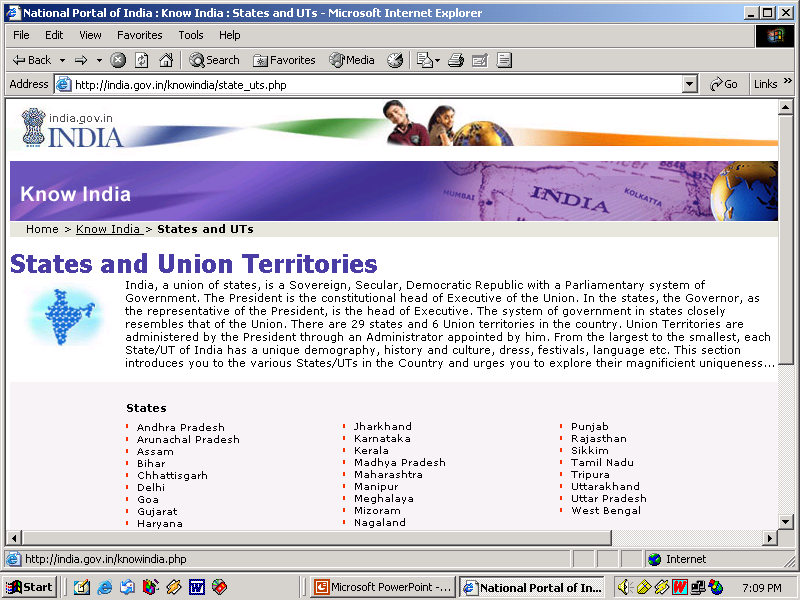 National Portal of India : Know India : States and UTs - Microsoft Internet Explorer
File Edit View Favorites Tools Help
Back Search Favorites Media
Address http://india.gov.in/knowindia/state_uts.php Go Links »
india.gov.in
INDIA
Know India
MUMBAI INDIA KOLKATTA
Home > Know India > States and UTs
States and Union Territories
India, a union of states, is a Sovereign, Secular, Democratic Republic with a Parliamentary system of
Government. The President is the constitutional head of Executive of the Union. In the states, the Governor, as
the representative of the President, is the head of Executive. The system of government in states closely
resembles that of the Union. There are 29 states and 6 Union territories in the country. Union Territories are
administered by the President through an Administrator appointed by him. From the largest to the smallest, each
State/UT of India has a unique demography, history and culture, dress, festivals, language etc. This section
introduces you to the various States/UTs in the Country and urges you to explore their magnificient uniqueness...
States
Andhra Pradesh
Arunachal Pradesh
Assam
Bihar
Chhattisgarh
Delhi
Goa
Gujarat
Haryana
Jharkhand
Karnataka
Kerala
Madhya Pradesh
Maharashtra
Manipur
Meghalaya
Mizoram
Nagaland
Punjab
Rajasthan
Sikkim
Tamil Nadu
Tripura
Uttarakhand
Uttar Pradesh
West Bengal
http://india.gov.in/knowindia.php Internet
Start Microsoft PowerPoint -... National Portal of In... 7:09 PM